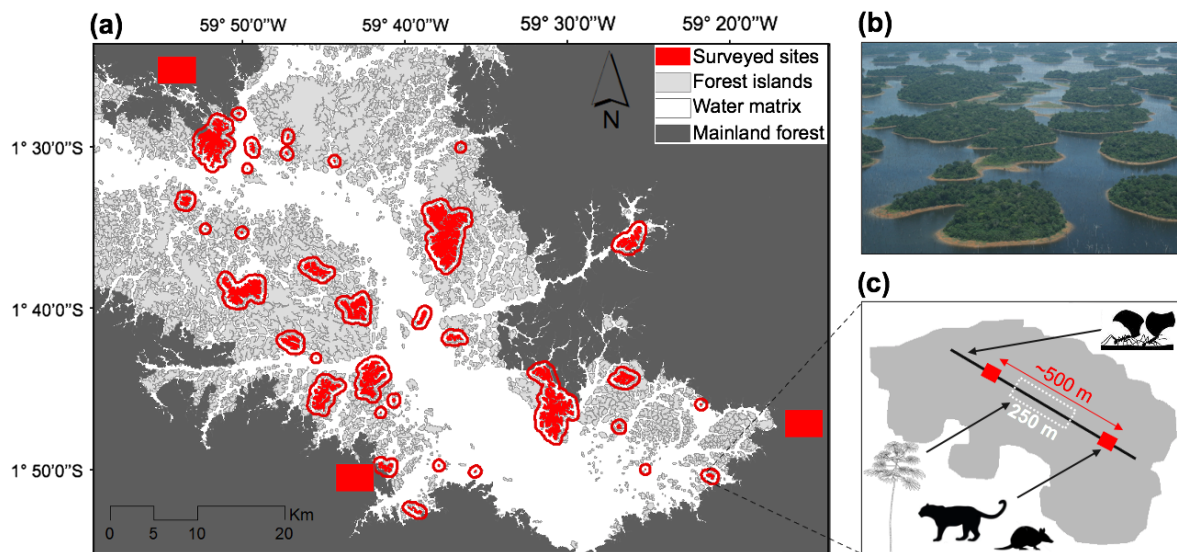 (a)
59° 50'0''W
59° 40'0''W
59° 30'0''W
59° 20'0''W
Surveyed sites
Forest islands
Water matrix
Mainland forest
N
1° 30'0''S
1° 40'0''S
1° 50'0''S
Km
0 5 10 20
(b)
(c)
~500 m
250 m